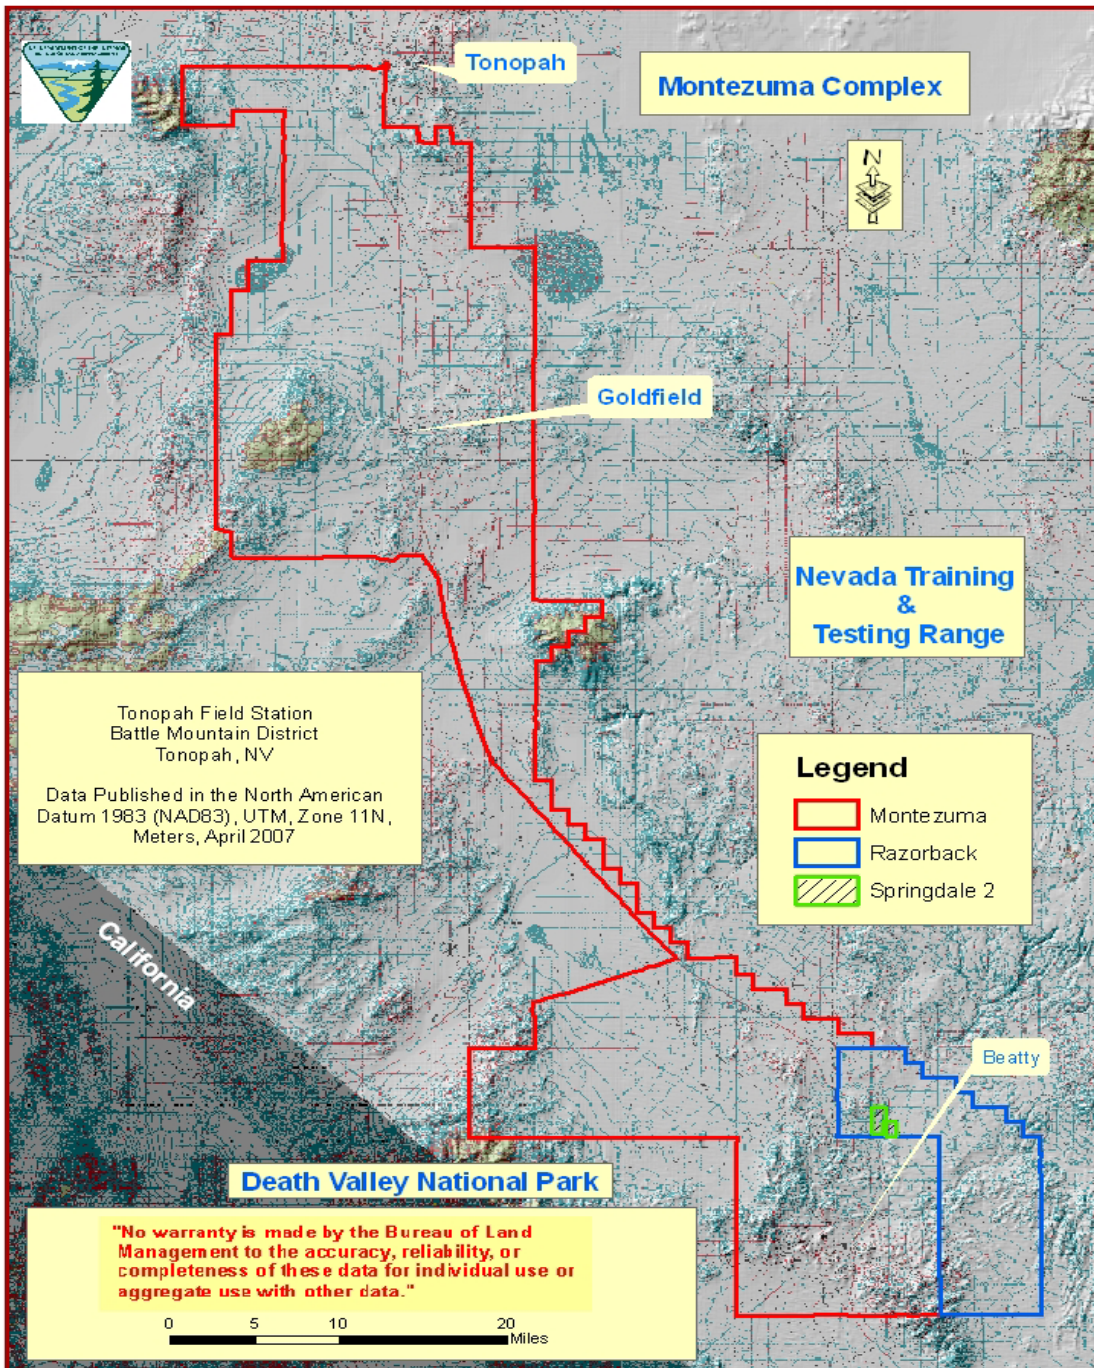 Tonopah
Montezuma Complex
N
Goldfield
Nevada Training
&
Testing Range
Tonopah Field Station
Battle Mountain District
Tonopah, NV
Data Published in the North American
Datum 1983 (NAD83), UTM, Zone 11N,
Meters, April 2007
Legend
Montezuma
Razorback
Springdale 2
California
Beatty
Death Valley National Park
"No warranty is made by the Bureau of Land
Management to the accuracy, reliability, or
completeness of these data for individual use or
aggregate use with other data."
0 5 10 20
Miles